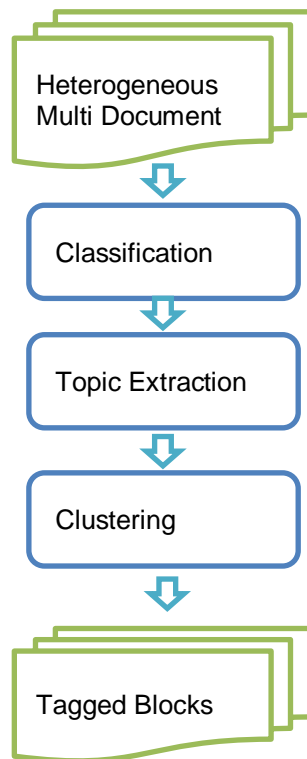 Heterogeneous
Multi Document
Classification
Topic Extraction
Clustering
Tagged Blocks